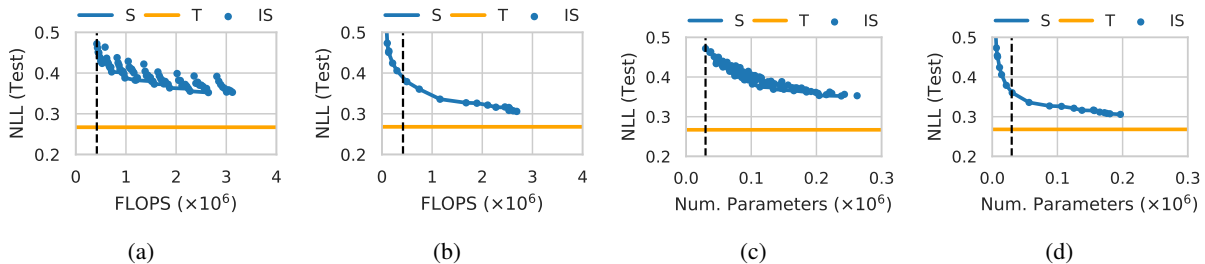 S T IS
NLL (Test)
0.5
0.4
0.3
0.2
0 1 2 3 4
FLOPS (×10⁶)
(a)
S T IS
NLL (Test)
0.5
0.4
0.3
0.2
0 1 2 3 4
FLOPS (×10⁶)
(b)
S T IS
NLL (Test)
0.5
0.4
0.3
0.2
0.0 0.1 0.2 0.3
Num. Parameters (×10⁶)
(c)
S T IS
NLL (Test)
0.5
0.4
0.3
0.2
0.0 0.1 0.2 0.3
Num. Parameters (×10⁶)
(d)